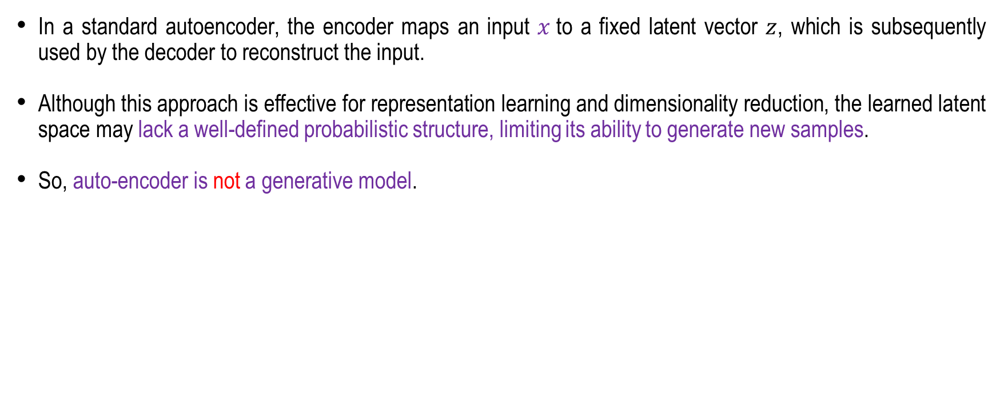 • In a standard autoencoder, the encoder maps an input x to a fixed latent vector z, which is subsequently
used by the decoder to reconstruct the input.
• Although this approach is effective for representation learning and dimensionality reduction, the learned latent
space may lack a well-defined probabilistic structure, limiting its ability to generate new samples.
• So, auto-encoder is not a generative model.